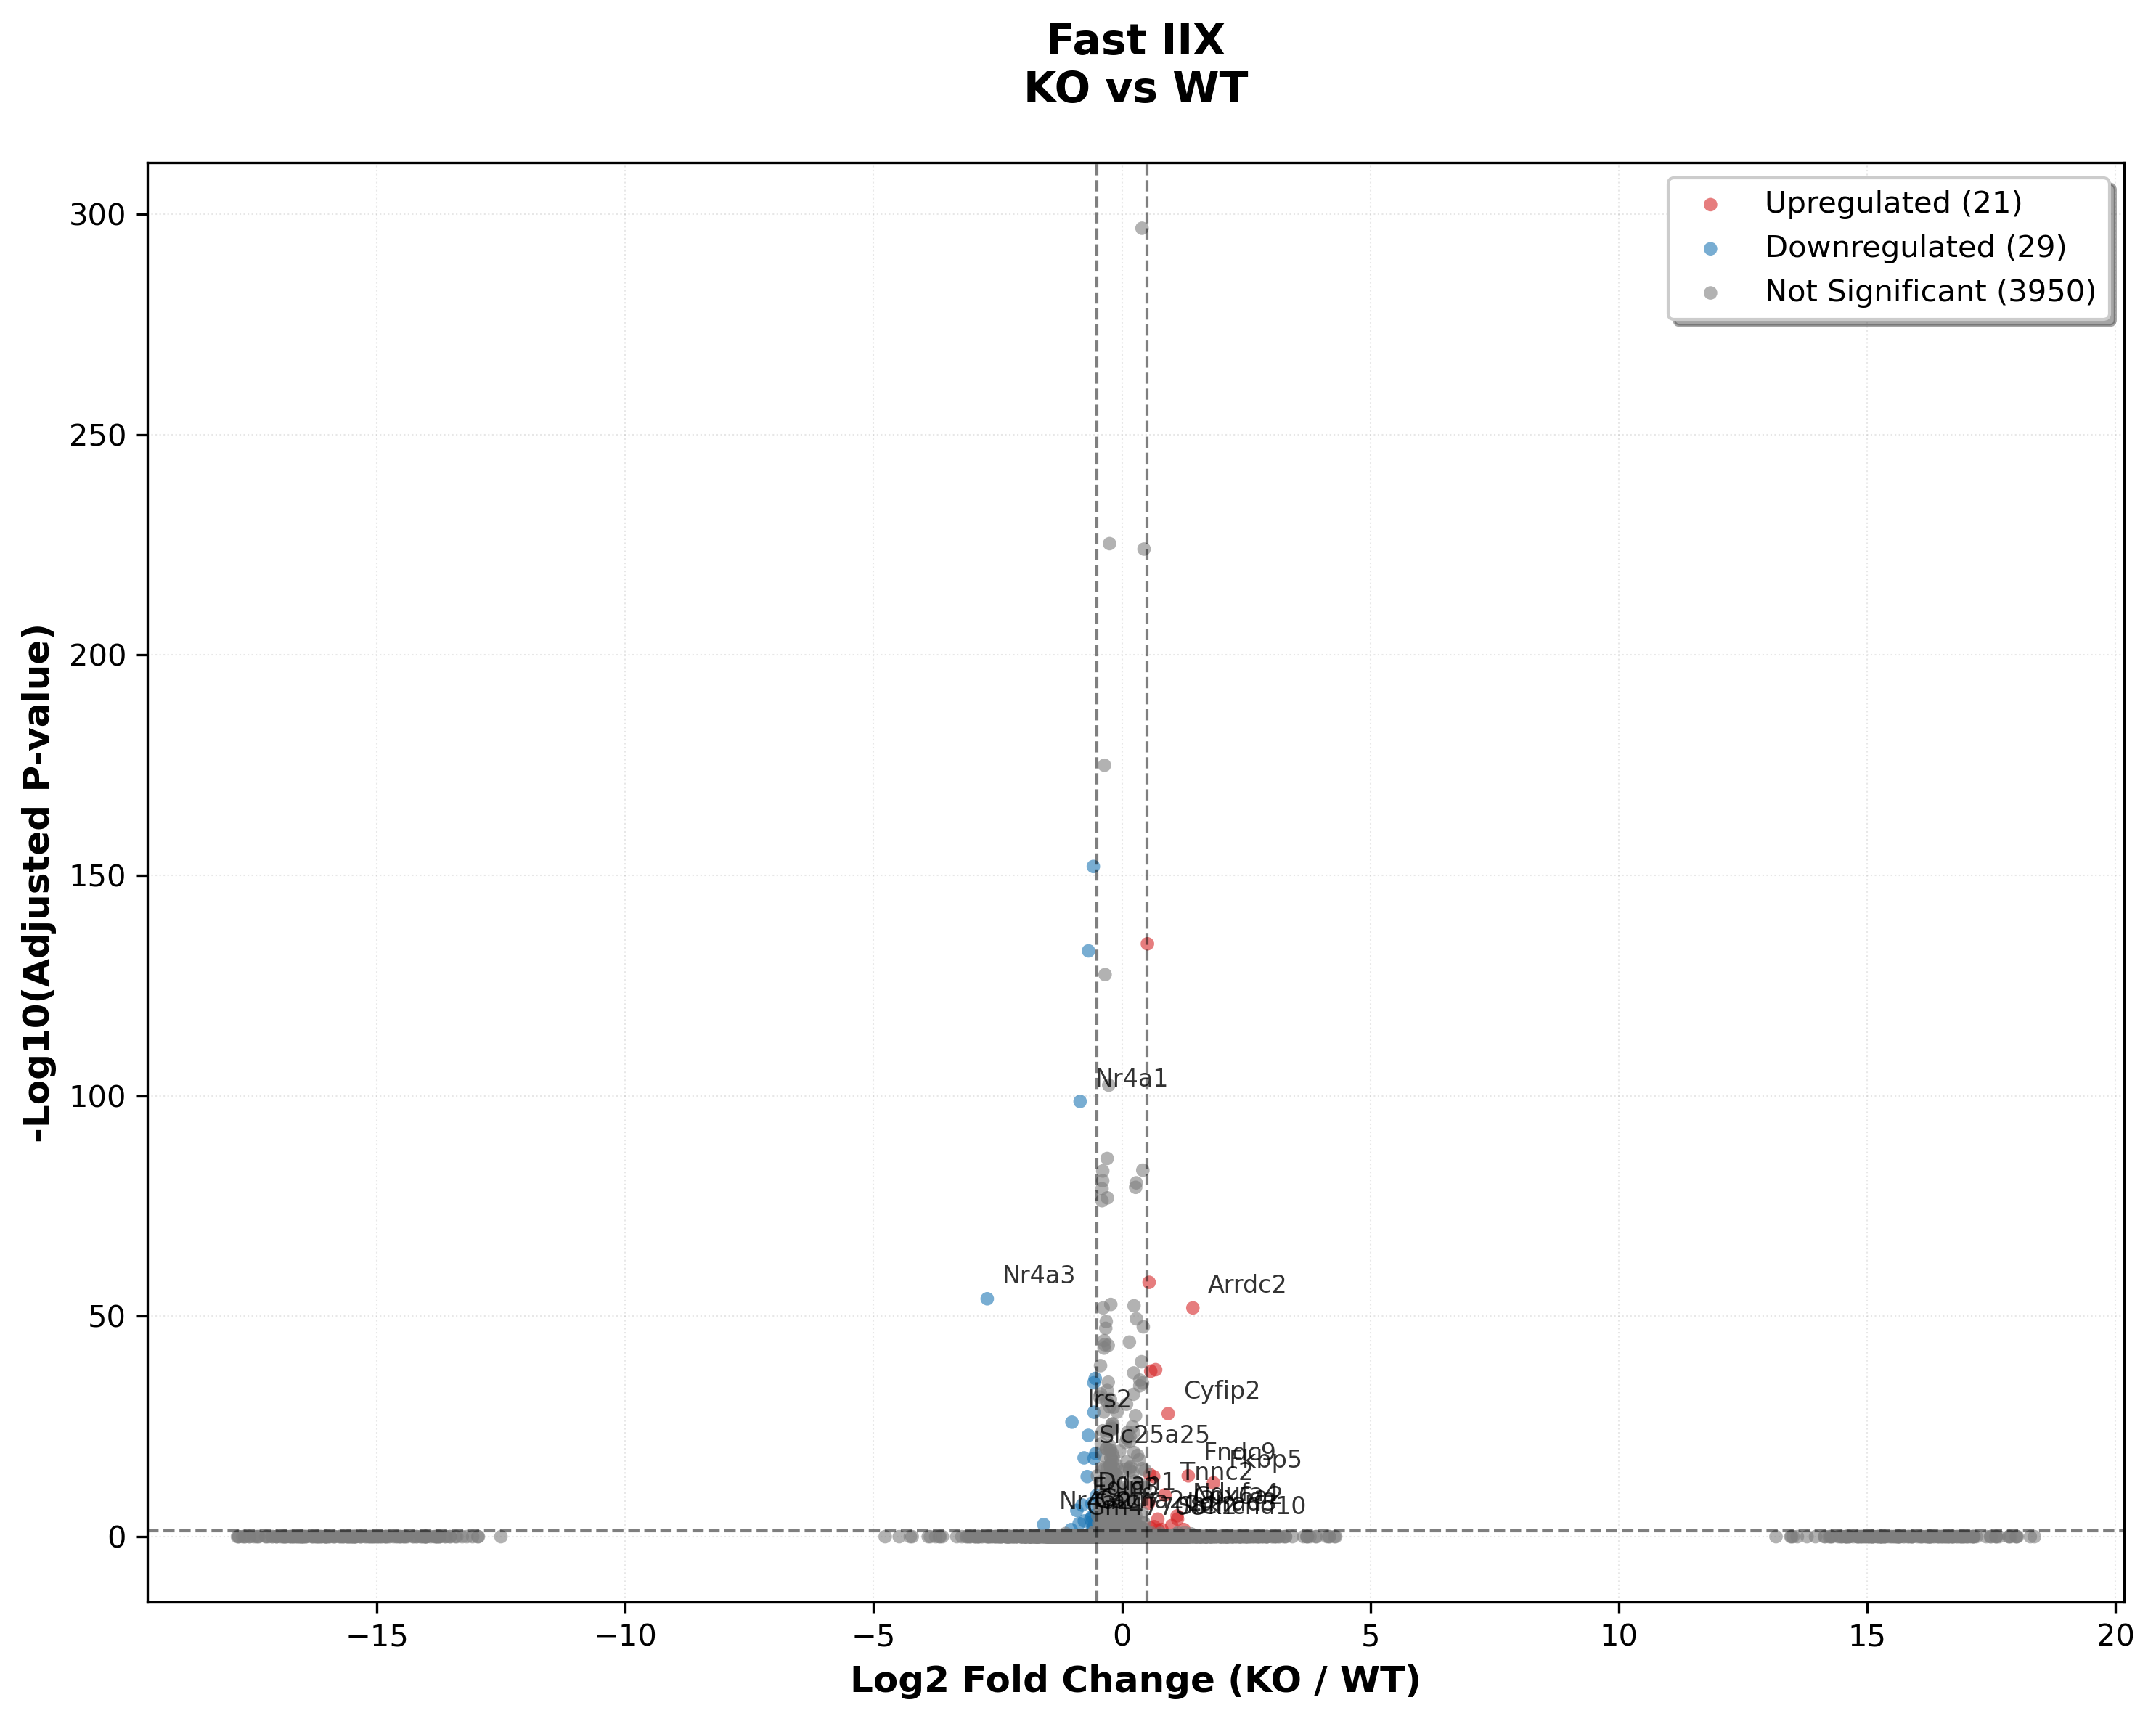 Fast IIX
KO vs WT
Upregulated (21)
Downregulated (29)
Not Significant (3950)
-Log10(Adjusted P-value)
300
250
200
150
100
50
0
Nr4a1
Nr4a3
Arrdc2
Cyfip2
Irs2
Slc25a25
Fndc9
Fkbp5
Tnnc2
Ddah1
−15
−10
−5
0
5
10
15
20
Log2 Fold Change (KO / WT)